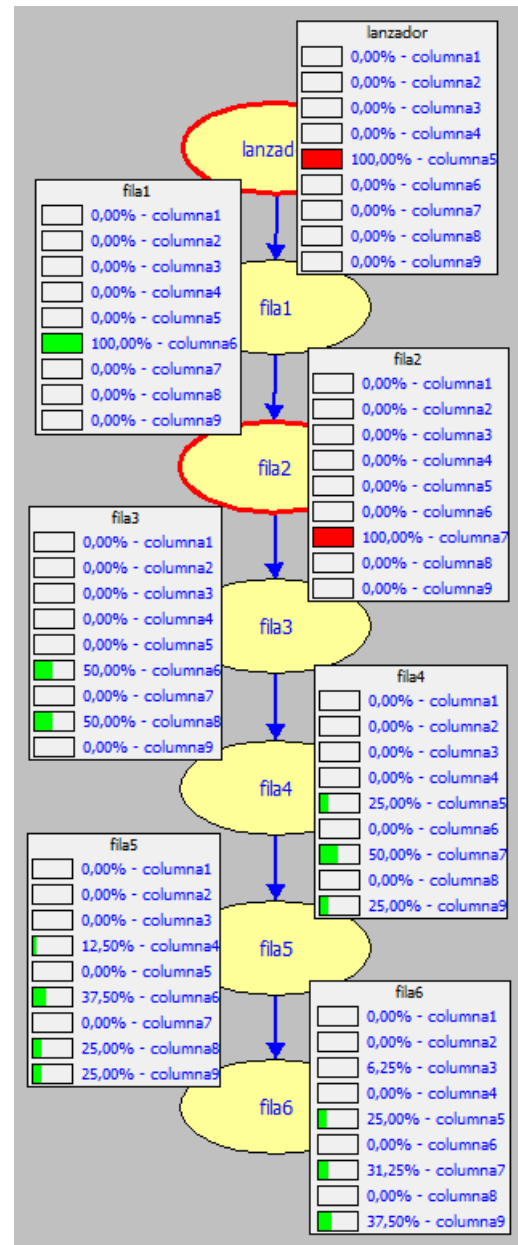 lanzador
0,00% - columna1
0,00% - columna2
0,00% - columna3
0,00% - columna4
100,00% - columna5
0,00% - columna6
0,00% - columna7
0,00% - columna8
0,00% - columna9
lanzad
fila1
0,00% - columna1
0,00% - columna2
0,00% - columna3
0,00% - columna4
0,00% - columna5
100,00% - columna6
0,00% - columna7
0,00% - columna8
0,00% - columna9
fila1
fila2
0,00% - columna1
0,00% - columna2
0,00% - columna3
0,00% - columna4
0,00% - columna5
0,00% - columna6
100,00% - columna7
0,00% - columna8
0,00% - columna9
fila2
fila3
0,00% - columna1
0,00% - columna2
0,00% - columna3
0,00% - columna4
0,00% - columna5
50,00% - columna6
0,00% - columna7
50,00% - columna8
0,00% - columna9
fila3
fila4
0,00% - columna1
0,00% - columna2
0,00% - columna3
0,00% - columna4
25,00% - columna5
0,00% - columna6
50,00% - columna7
0,00% - columna8
25,00% - columna9
fila4
fila5
0,00% - columna1
0,00% - columna2
0,00% - columna3
12,50% - columna4
0,00% - columna5
37,50% - columna6
0,00% - columna7
25,00% - columna8
25,00% - columna9
fila5
fila6
0,00% - columna1
0,00% - columna2
6,25% - columna3
0,00% - columna4
25,00% - columna5
0,00% - columna6
31,25% - columna7
0,00% - columna8
37,50% - columna9
fila6